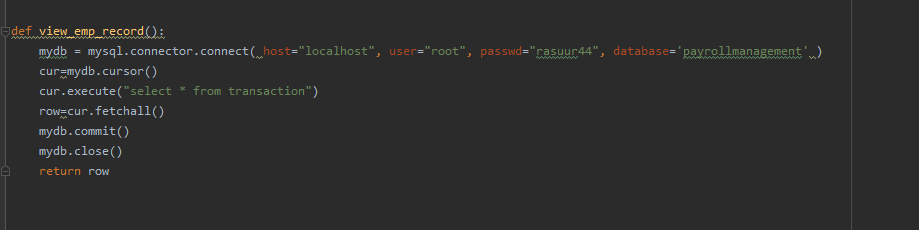 def view_emp_record():
mydb = mysql.connector.connect( host="localhost", user="root", passwd="rasuur44", database='payrollmanagement' )
cur=mydb.cursor()
cur.execute("select * from transaction")
row=cur.fetchall()
mydb.commit()
mydb.close()
return row